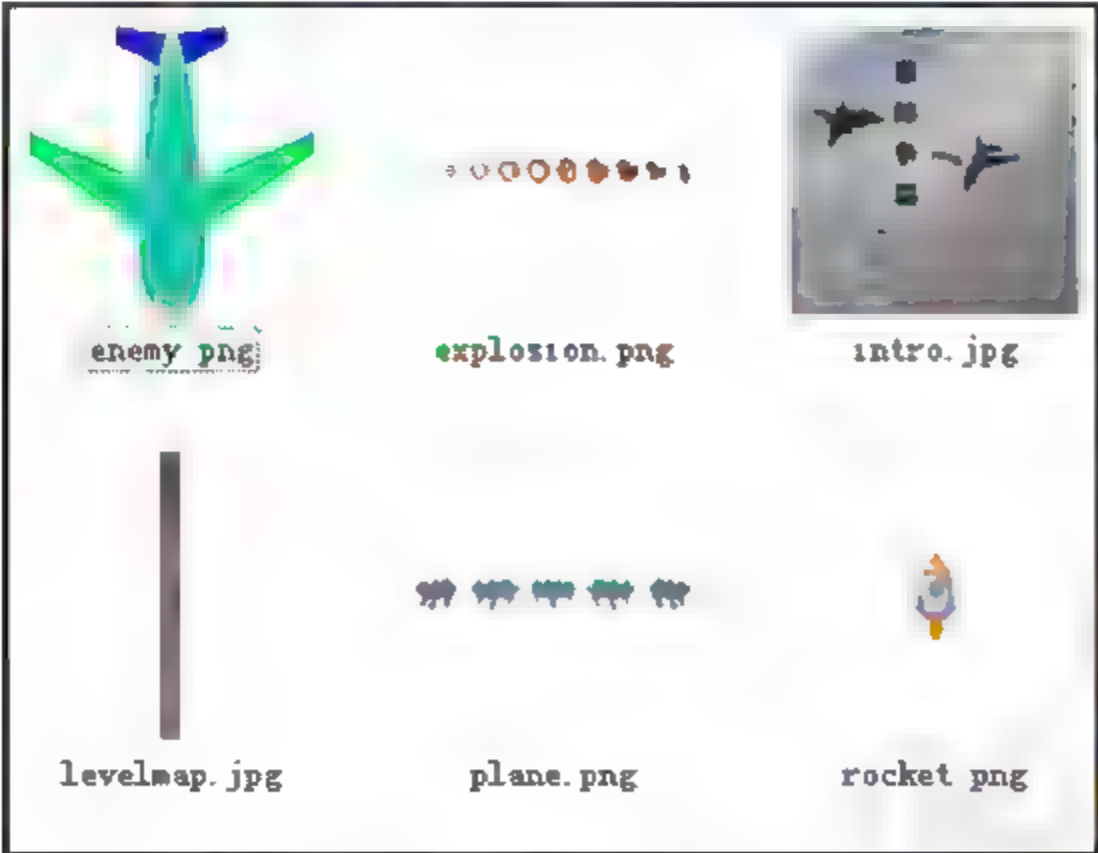 enemy png
explosion.png
intro.jpg
levelmap.jpg
plane.png
rocket png